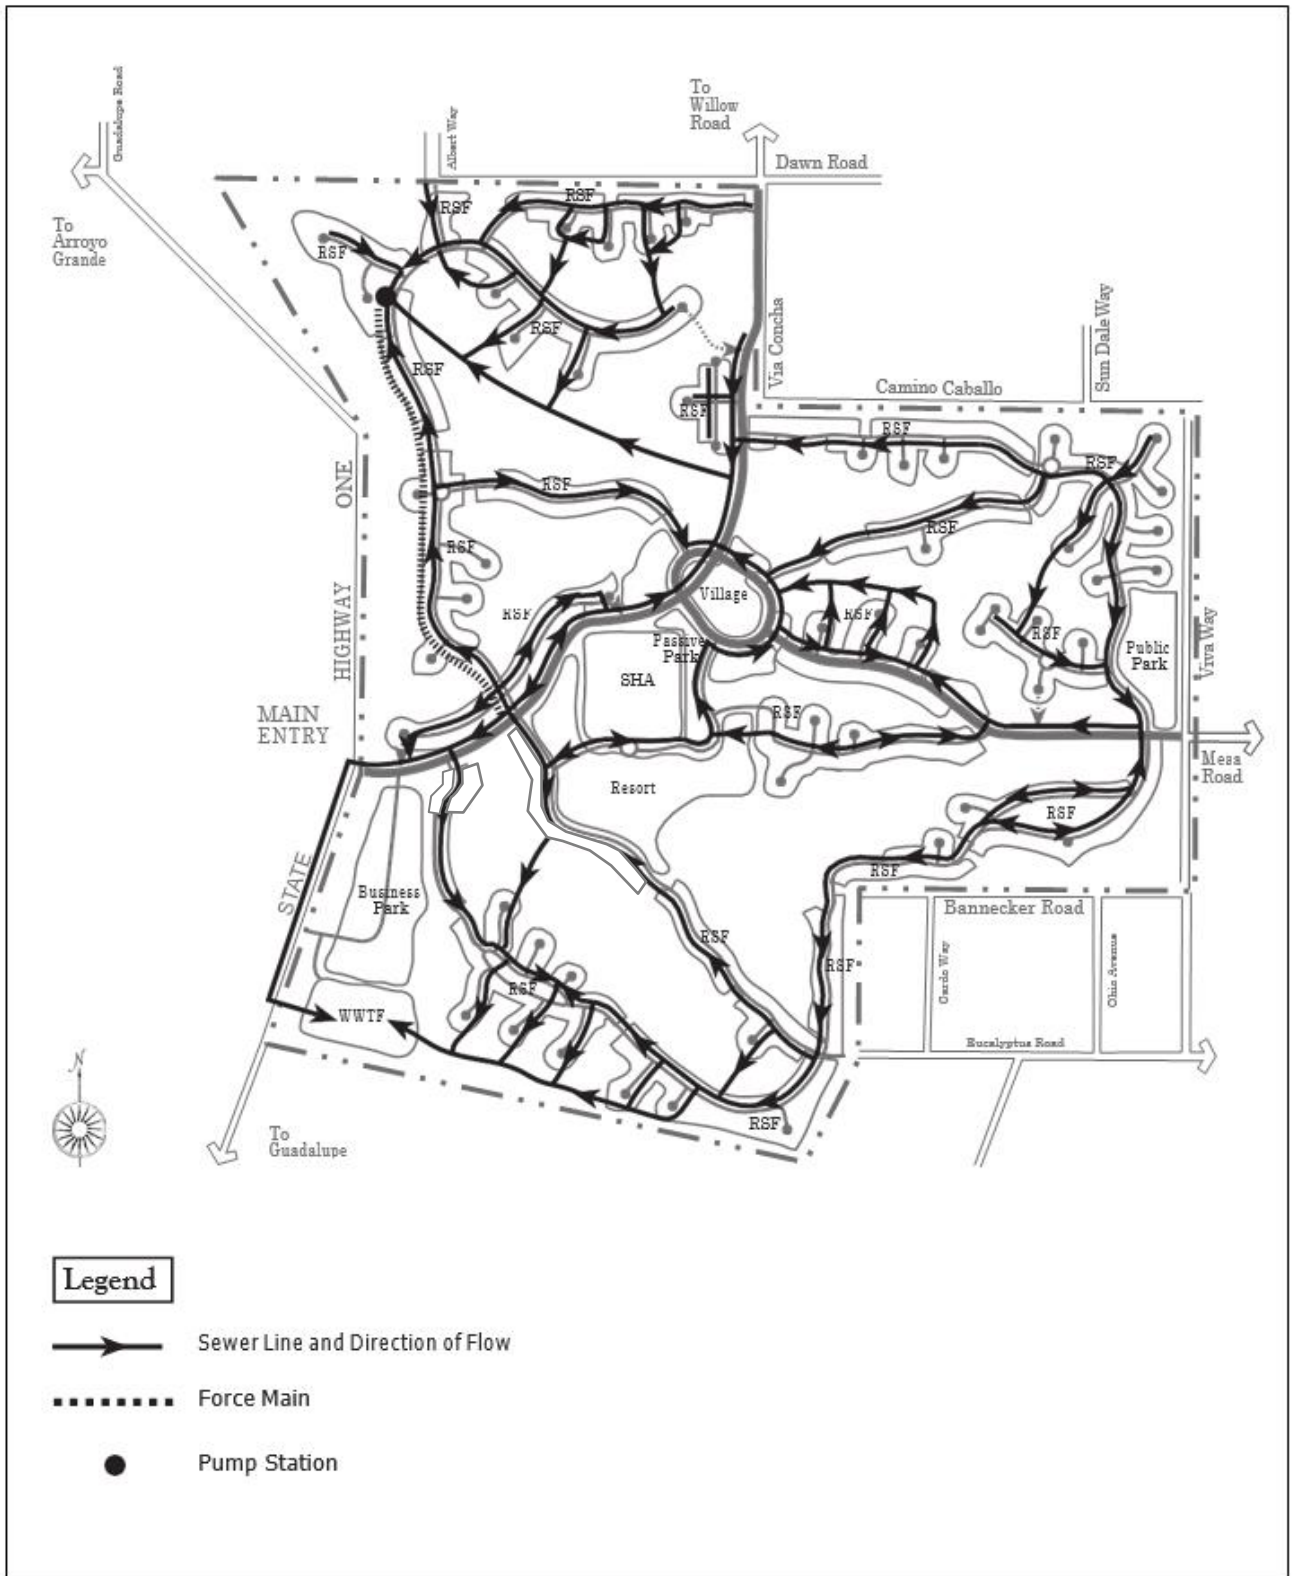 Guadalupe Road
Albert Way
To
Willow
Road
Dawn Road
To
Arroyo
Grande
RSF
RSF
RSF
RSF
RSF
Via Concha
Sun Dale Way
Camino Caballo
RSF
RSF
RSF
RSF
RSF
RSF
ONE
HIGHWAY
STATE
Village
RSF
RSF
RSF
Passive
Park
SHA
Public
Park
Viva Way
MAIN
ENTRY
RSF
Mesa
Road
Resort
RSF
RSF
Business
Park
Bannecker Road
RSF
RSF
Cardo Way
Ohio Avenue
RSF
WWTF
Eucalyptus Road
N
RSF
To
Guadalupe
Legend
Sewer Line and Direction of Flow
Force Main
Pump Station